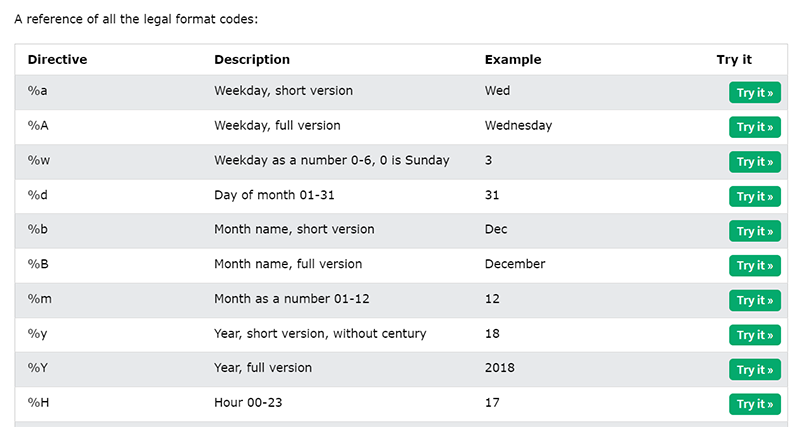 A reference of all the legal format codes:
Directive Description Example Try it
%a Weekday, short version Wed Try it »
%A Weekday, full version Wednesday Try it »
%w Weekday as a number 0-6, 0 is Sunday 3 Try it »
%d Day of month 01-31 31 Try it »
%b Month name, short version Dec Try it »
%B Month name, full version December Try it »
%m Month as a number 01-12 12 Try it »
%y Year, short version, without century 18 Try it »
%Y Year, full version 2018 Try it »
%H Hour 00-23 17 Try it »